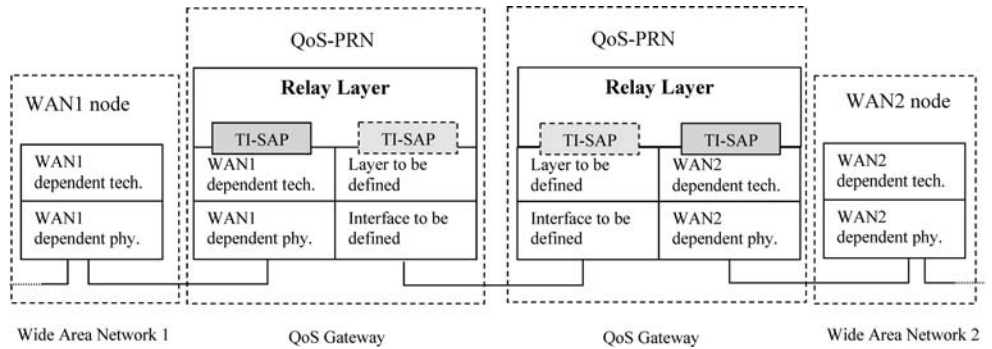 QoS-PRN
QoS-PRN
WAN1 node
Relay Layer
Relay Layer
WAN2 node
TI-SAP
TI-SAP
TI-SAP
TI-SAP
WAN1
dependent tech.
WAN1
dependent phy.
WAN1
dependent tech.
Layer to be
defined
WAN1
dependent phy.
Interface to be
defined
Layer to be
defined
WAN2
dependent tech.
Interface to be
defined
WAN2
dependent phy.
WAN2
dependent tech.
WAN2
dependent phy.
Wide Area Network 1
QoS Gateway
QoS Gateway
Wide Area Network 2